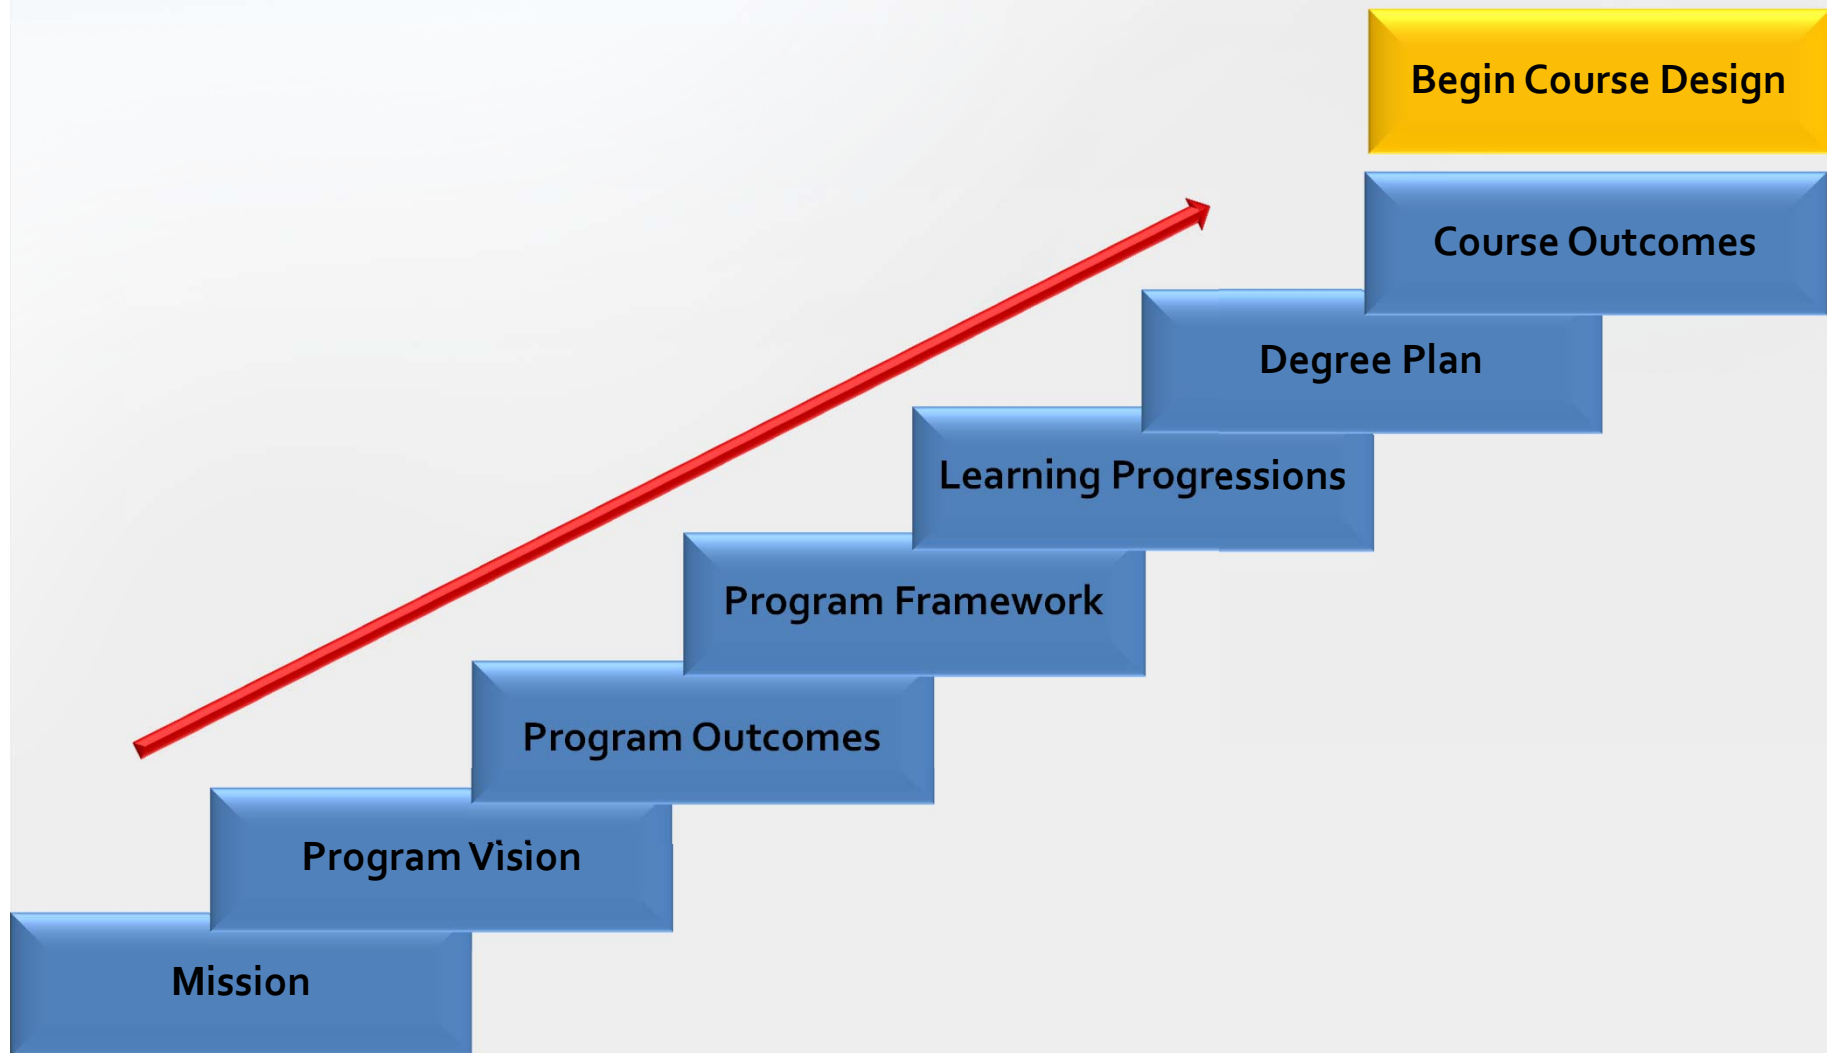 Begin Course Design
Course Outcomes
Degree Plan
Learning Progressions
Program Framework
Program Outcomes
Program Vision
Mission